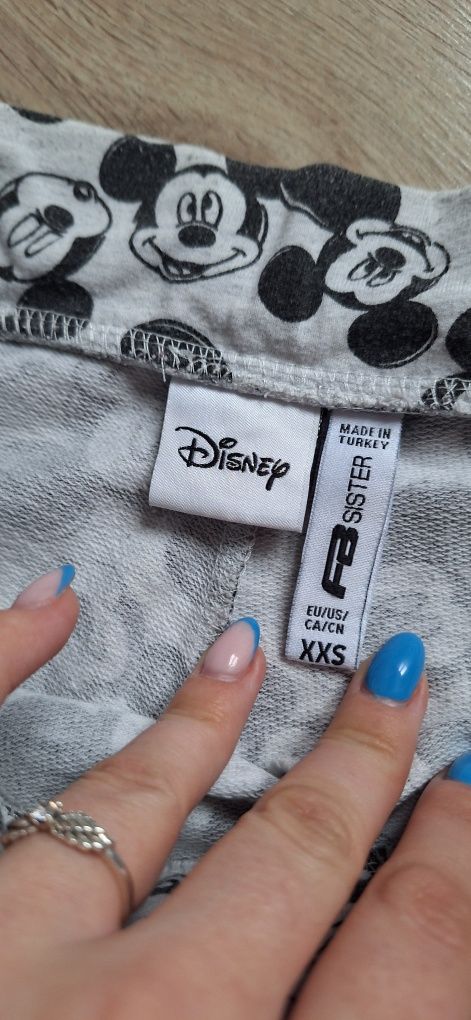 Disney
MADE IN
TURKEY
FB SISTER
EU/US/
CA/CN
XXS